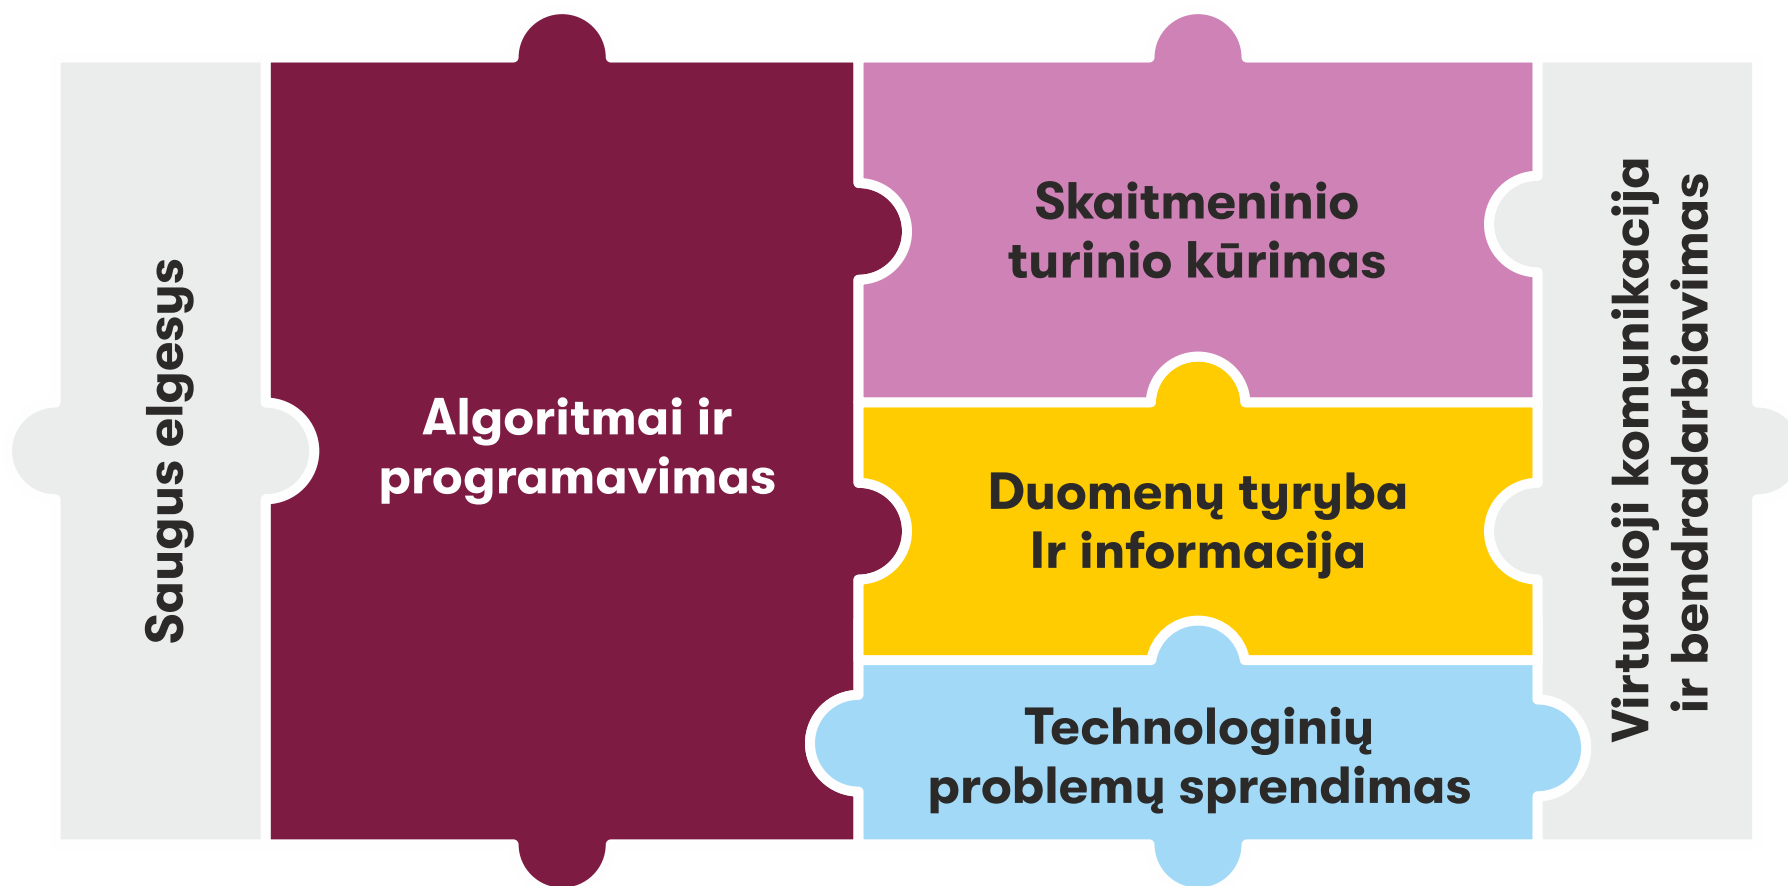 Saugus elgesys
Algoritmai ir
programavimas
Skaitmeninio
turinio kūrimas
Duomenų tyryba
Ir informacija
Technologinių
problemų sprendimas
Virtualioji komunikacija
ir bendradarbiavimas